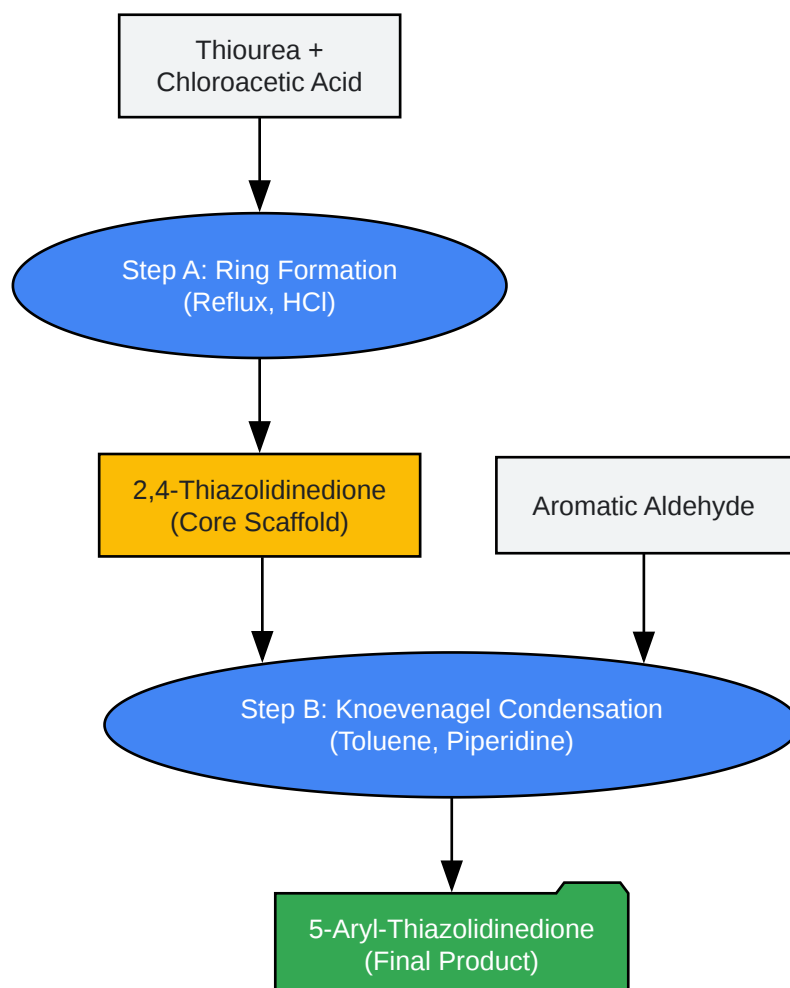 Thiourea +
Chloroacetic Acid
Step A: Ring Formation
(Reflux, HCl)
2,4-Thiazolidinedione
(Core Scaffold)
Aromatic Aldehyde
Step B: Knoevenagel Condensation
(Toluene, Piperidine)
5-Aryl-Thiazolidinedione
(Final Product)